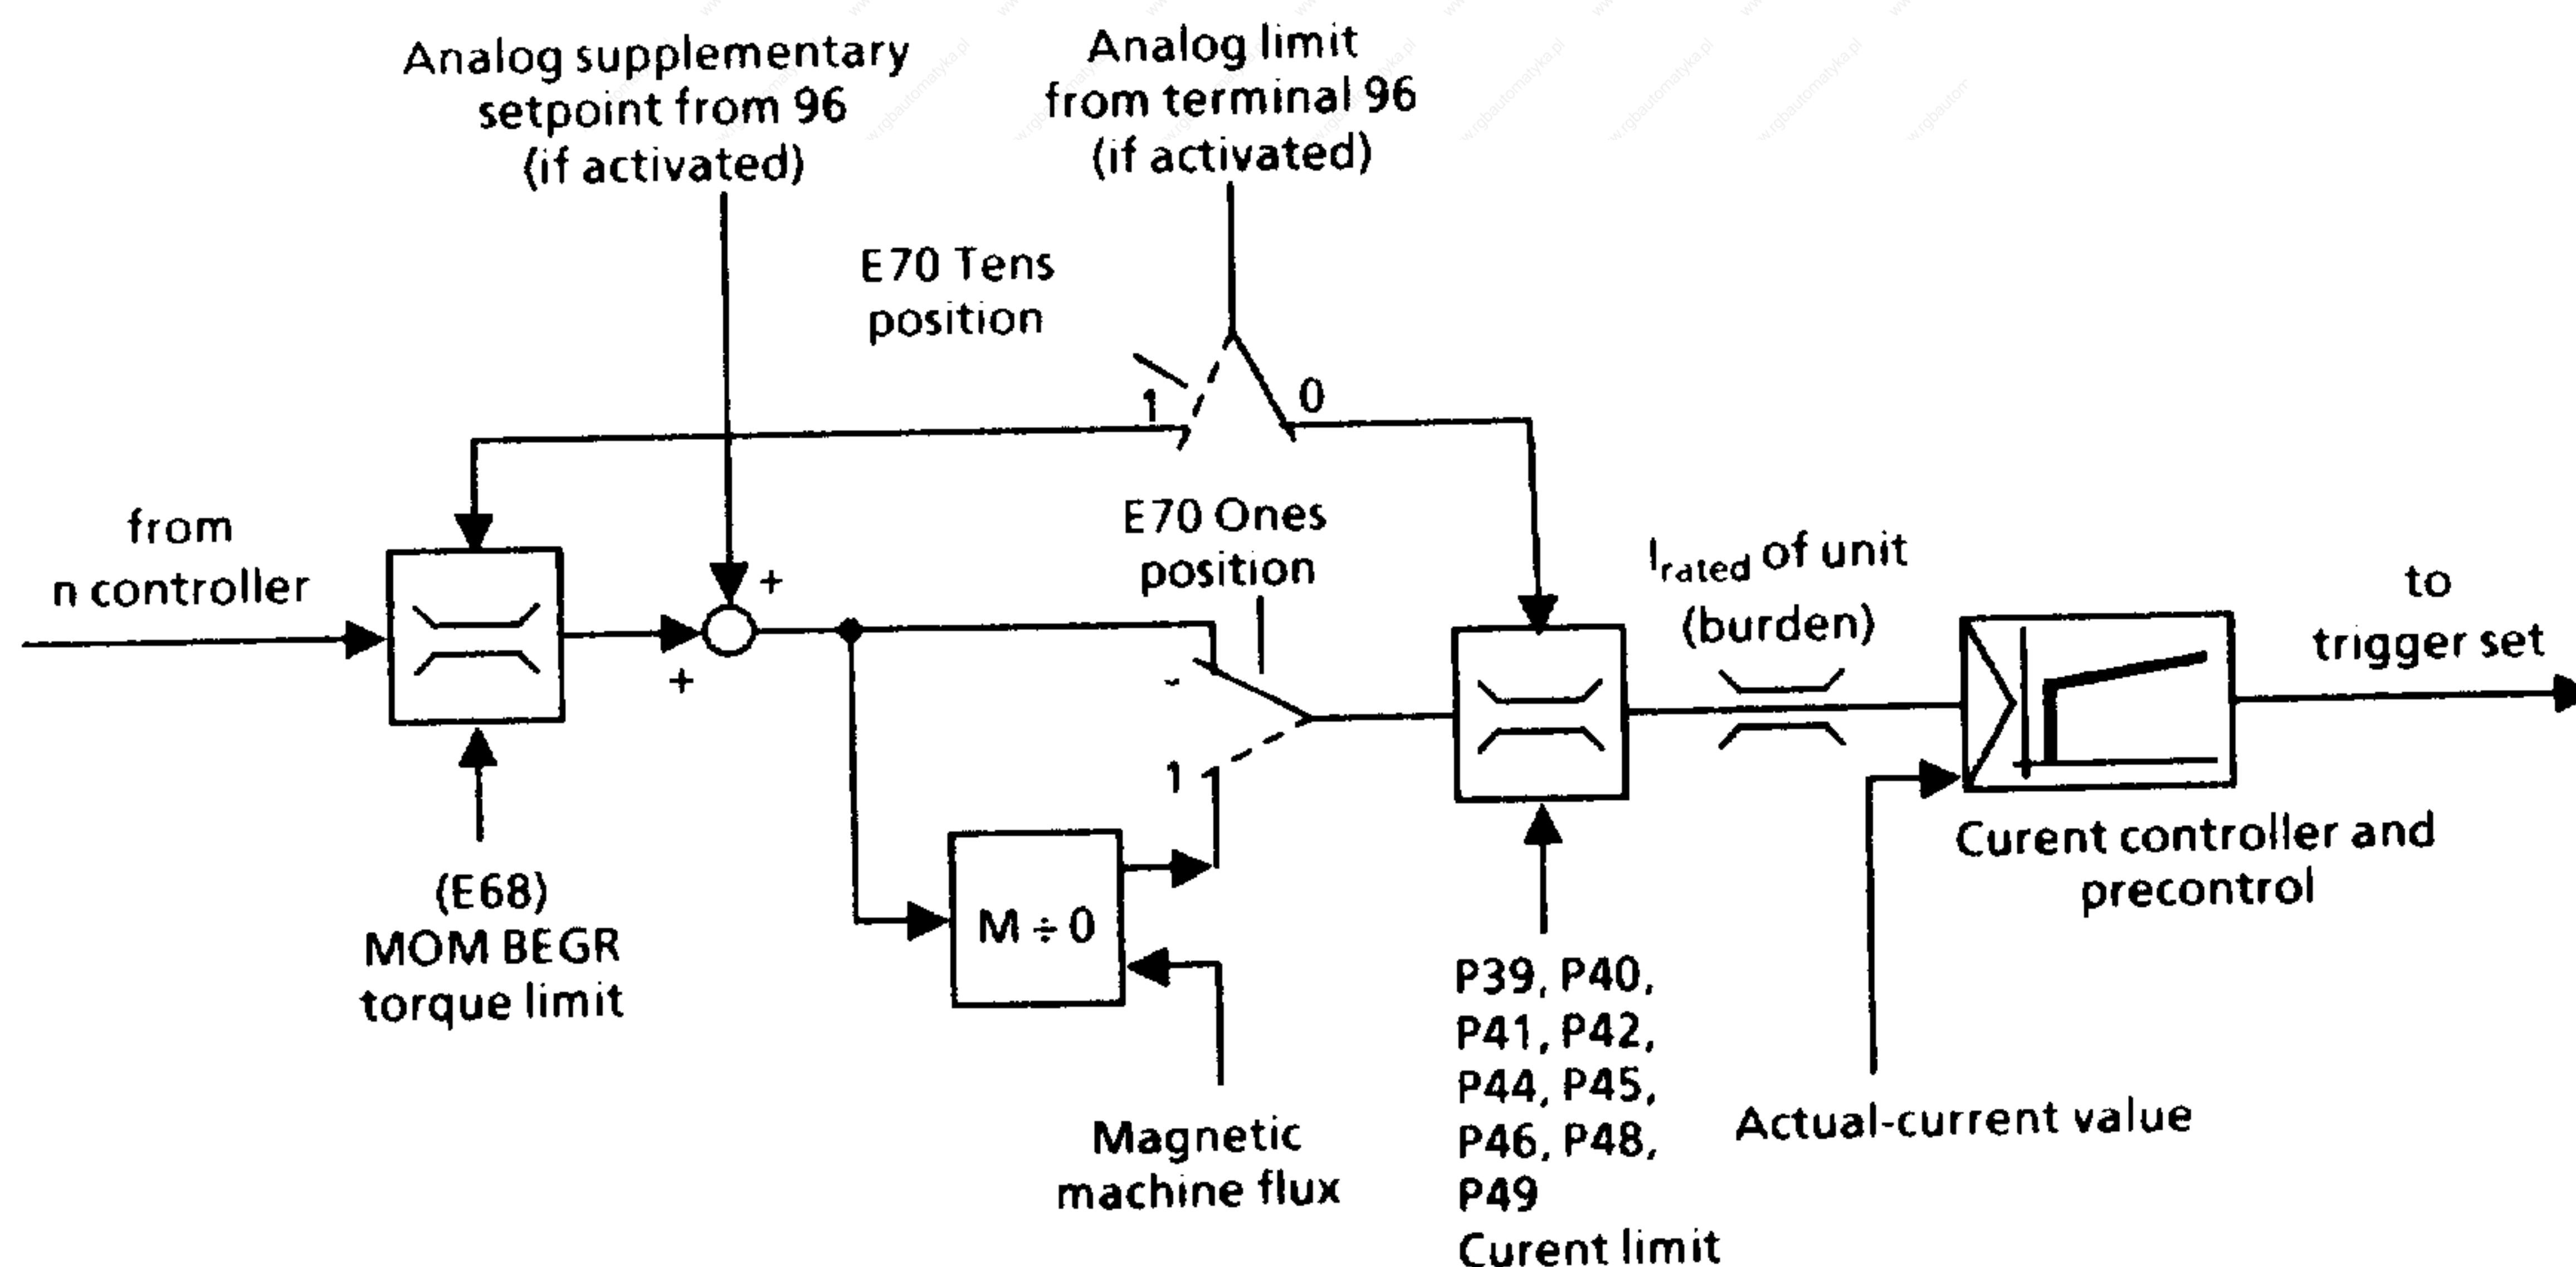 Analog supplementary
setpoint from 96
(if activated)
Analog limit
from terminal 96
(if activated)
E70 Tens
position
1
0
from
n controller
+
+
E70 Ones
position
1
M ÷ 0
(E68)
MOM BEGR
torque limit
Magnetic
machine flux
P39, P40,
P41, P42,
P44, P45,
P46, P48,
P49
Curent limit
Irated of unit
(burden)
to
trigger set
Curent controller and
precontrol
Actual-current value
www.rgbautomatyka.pl